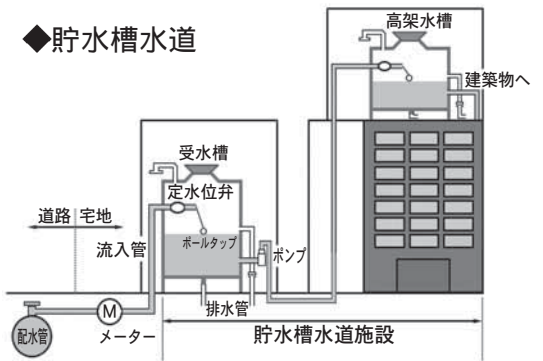 ◆貯水槽水道
高架水槽
建築物へ
受水槽
定水位弁
道路
宅地
流入管
ボールタップ
ポンプ
排水管
配水管
M
メーター
貯水槽水道施設